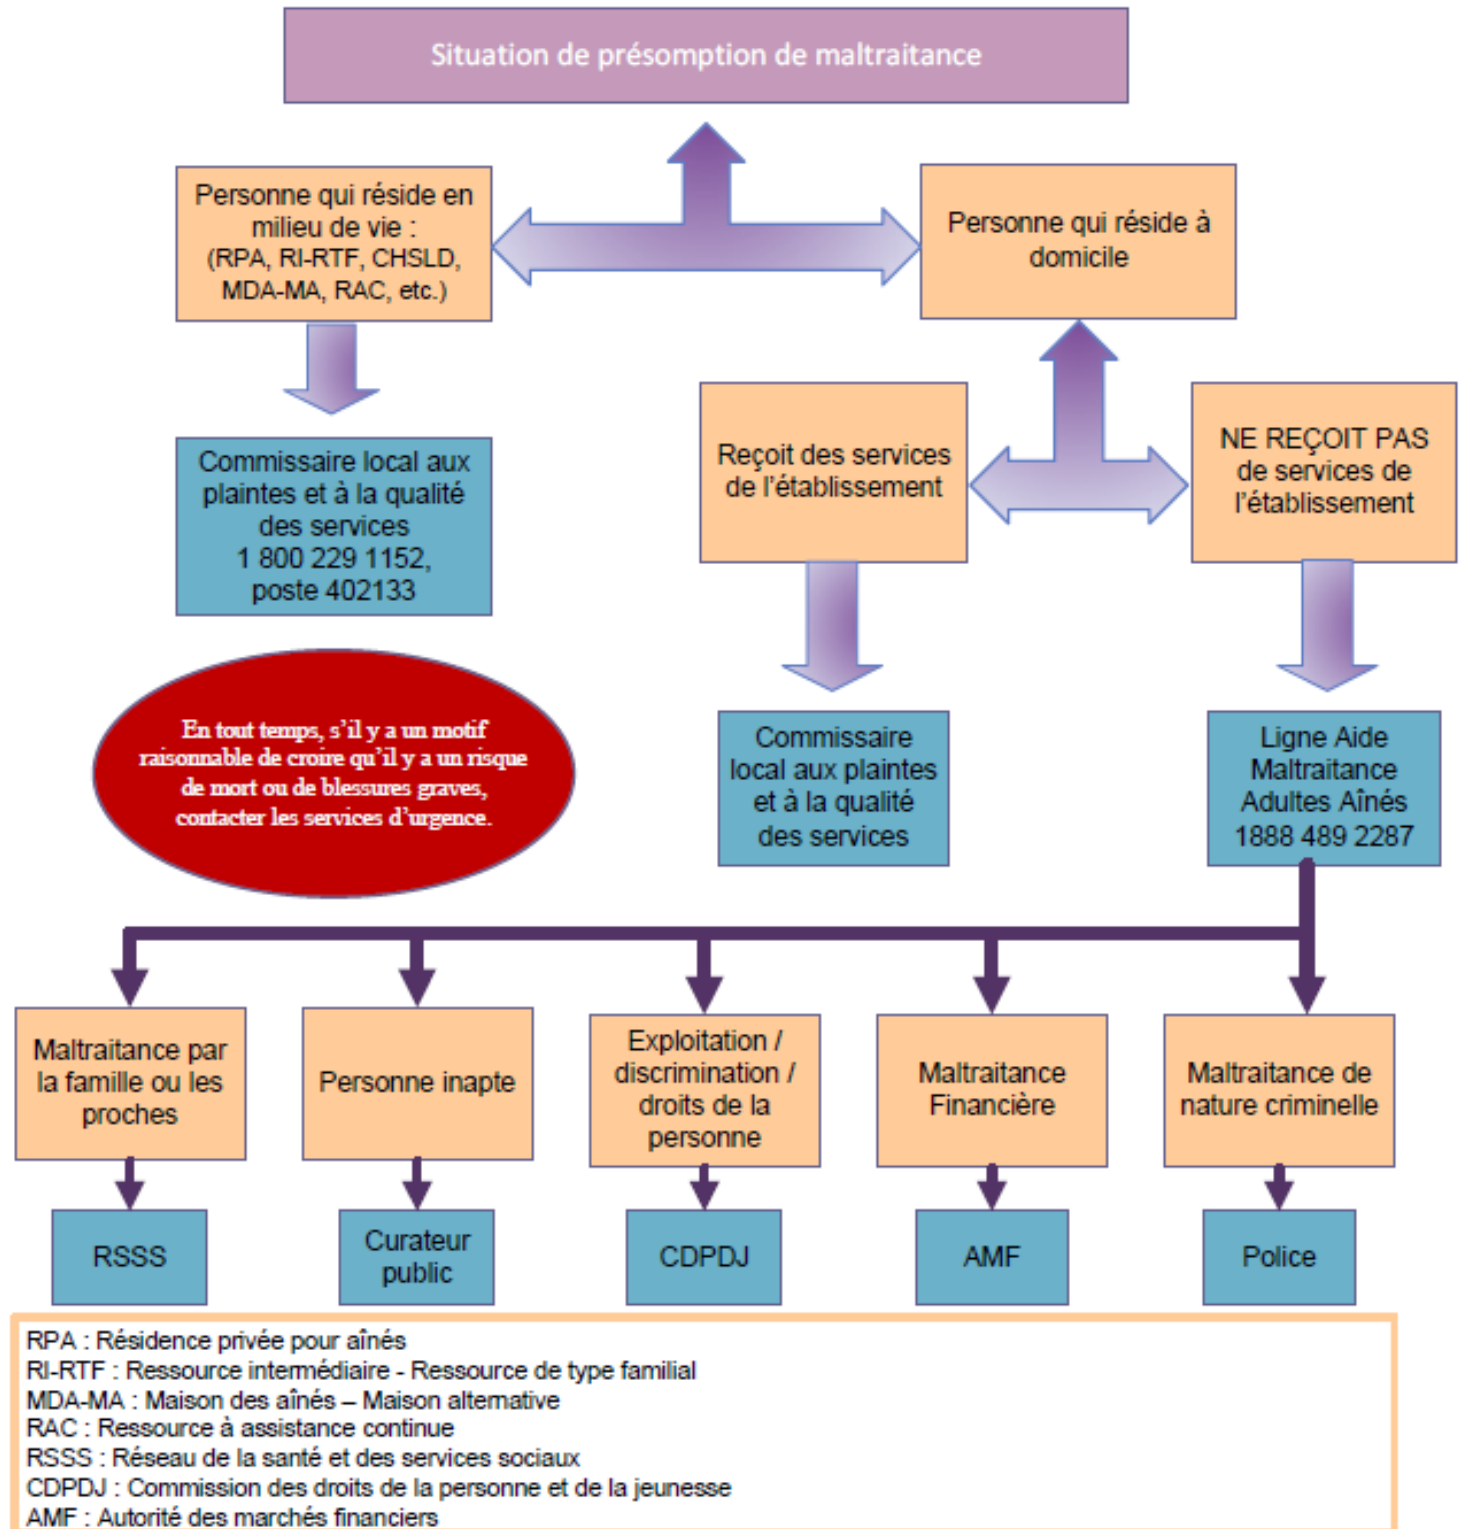 Situation de présomption de maltraitance
Personne qui réside en
milieu de vie :
(RPA, RI-RTF, CHSLD,
MDA-MA, RAC, etc.)
Personne qui réside à
domicile
Commissaire local aux
plaintes et à la qualité
des services
1 800 229 1152,
poste 402133
Reçoit des services
de l'établissement
NE REÇOIT PAS
de services de
l'établissement
En tout temps, s'il y a un motif
raisonnable de croire qu'il y a un risque
de mort ou de blessures graves,
contacter les services d'urgence.
Commissaire
local aux plaintes
et à la qualité
des services
Ligne Aide
Maltraitance
Adultes Aînés
1888 489 2287
Maltraitance par
la famille ou les
proches
Personne inapte
Exploitation /
discrimination /
droits de la
personne
Maltraitance
Financière
Maltraitance de
nature criminelle
RSSS
Curateur
public
CDPDJ
AMF
Police
RPA : Résidence privée pour aînés
RI-RTF : Ressource intermédiaire - Ressource de type familial
MDA-MA : Maison des aînés – Maison alternative
RAC : Ressource à assistance continue
RSSS : Réseau de la santé et des services sociaux
CDPDJ : Commission des droits de la personne et de la jeunesse
AMF : Autorité des marchés financiers